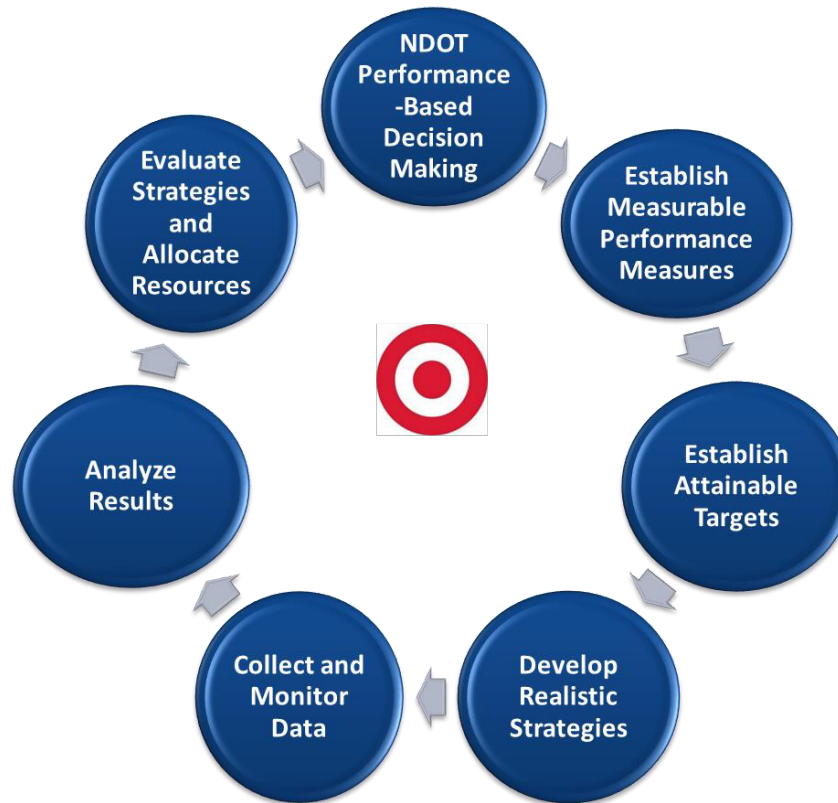 NDOT
Performance
-Based
Decision
Making
Establish
Measurable
Performance
Measures
Establish
Attainable
Targets
Develop
Realistic
Strategies
Collect and
Monitor
Data
Analyze
Results
Evaluate
Strategies
and
Allocate
Resources